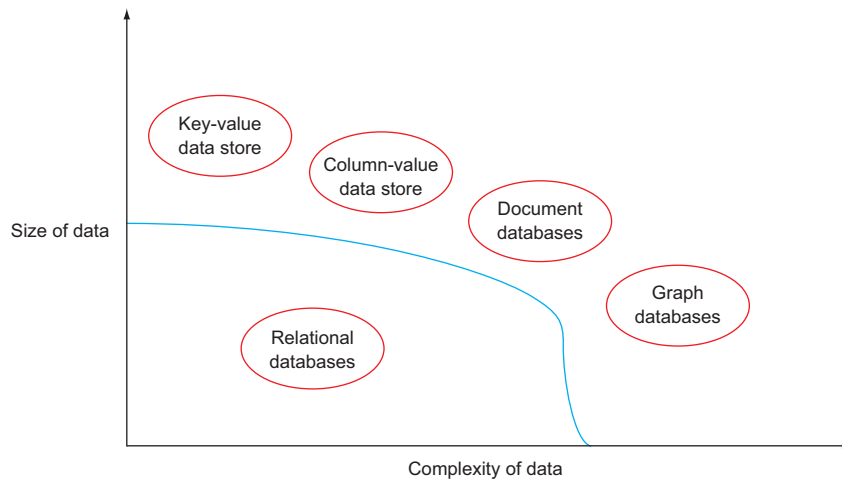 Key-value
data store
Column-value
data store
Document
databases
Size of data
Graph
databases
Relational
databases
Complexity of data